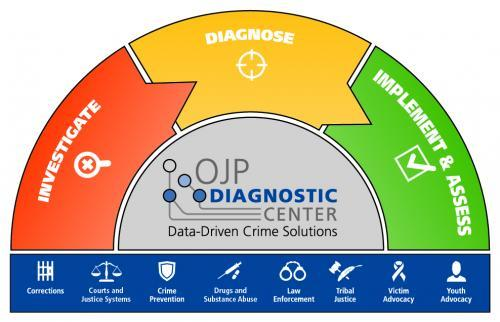 INVESTIGATE
DIAGNOSE
IMPLEMENT & ASSESS
OJP
DIAGNOSTIC
CENTER
Data-Driven Crime Solutions
Corrections
Courts and
Justice Systems
Crime
Prevention
Drugs and
Substance Abuse
Law
Enforcement
Tribal
Justice
Victim
Advocacy
Youth
Advocacy